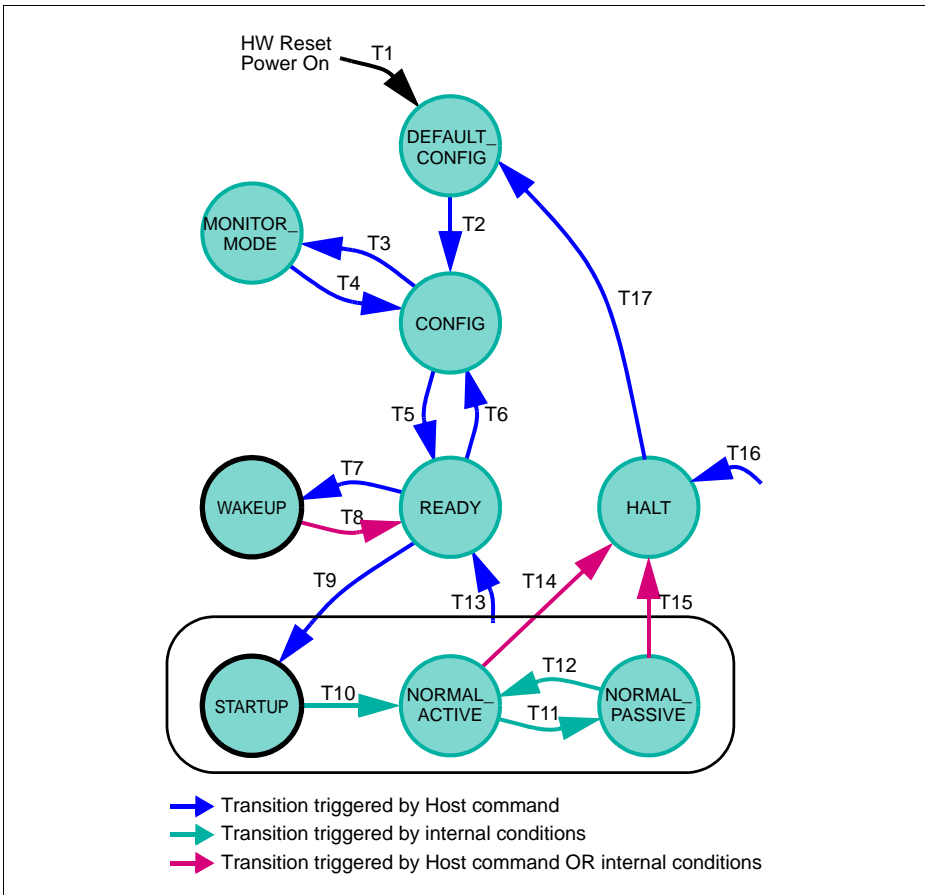 HW Reset
Power On
T1
DEFAULT_
CONFIG
T2
MONITOR_
MODE
T3
T4
CONFIG
T17
T5
T6
T16
T7
WAKEUP
T8
READY
HALT
T9
T13
T14
T15
STARTUP
T10
NORMAL_
ACTIVE
T12
T11
NORMAL_
PASSIVE
Transition triggered by Host command
Transition triggered by internal conditions
Transition triggered by Host command OR internal conditions